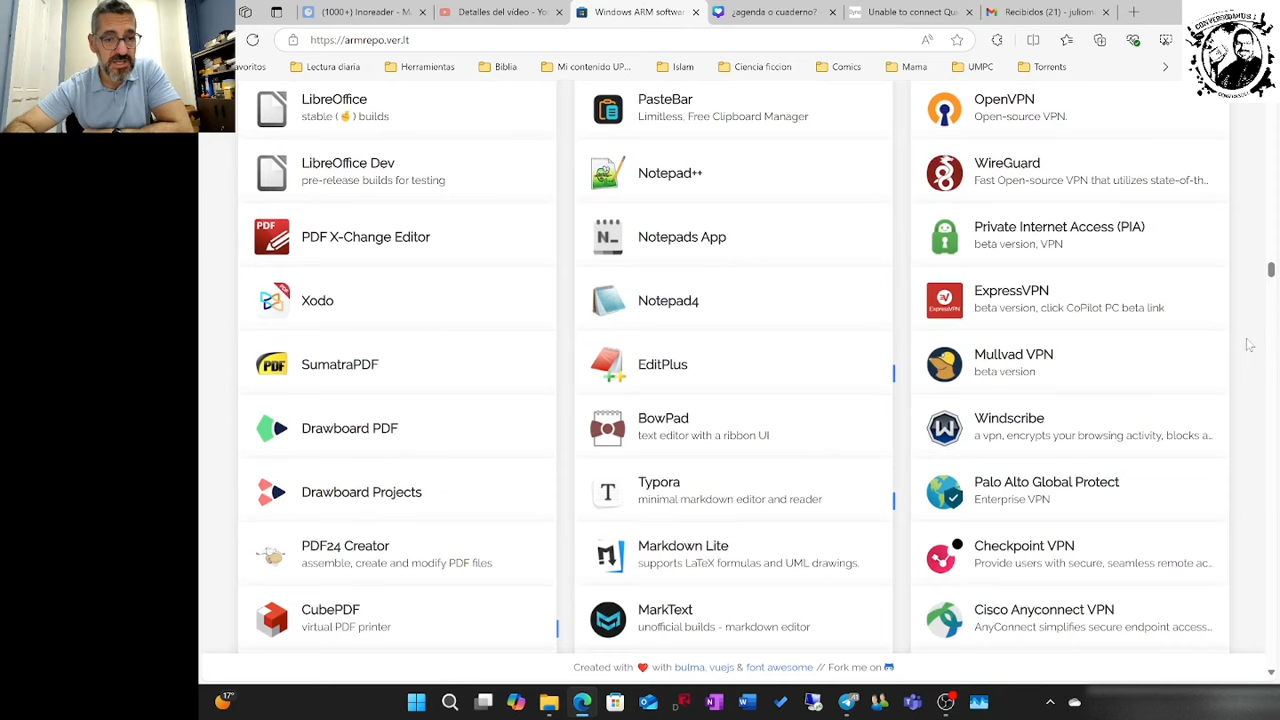 (1000+) Inoreader - M
Detalles del vídeo - Yo
Windows ARM software
¿agenda o cuaderno?
Unable to connect Qu
Recibidos (21) - juliom
https://armrepo.ver.lt
avoritos
Lectura diaria
Herramientas
Biblia
Mi contenido UP...
Islam
Ciencia ficcion
Comics
Mama
UMPC
Torrents
CONVERSEMOS
LibreOffice
stable (☝) builds
LibreOffice Dev
pre-release builds for testing
PDF
PDF X-Change Editor
Xodo
PDF
SumatraPDF
Drawboard PDF
Drawboard Projects
PDF24 Creator
assemble, create and modify PDF files
CubePDF
virtual PDF printer
PasteBar
Limitless, Free Clipboard Manager
Notepad++
N_
Notepads App
Notepad4
EditPlus
BowPad
text editor with a ribbon UI
T
Typora
minimal markdown editor and reader
Markdown Lite
supports LaTeX formulas and UML drawings.
MarkText
unofficial builds - markdown editor
OpenVPN
Open-source VPN.
WireGuard
Fast Open-source VPN that utilizes state-of-th...
Private Internet Access (PIA)
beta version, VPN
ExpressVPN
ExpressVPN
beta version, click CoPilot PC beta link
Mullvad VPN
beta version
W
Windscribe
a vpn, encrypts your browsing activity, blocks a...
Palo Alto Global Protect
Enterprise VPN
Checkpoint VPN
Provide users with secure, seamless remote ac...
Cisco Anyconnect VPN
AnyConnect simplifies secure endpoint access...
Created with ❤ with bulma, vuejs & font awesome // Fork me on
17°